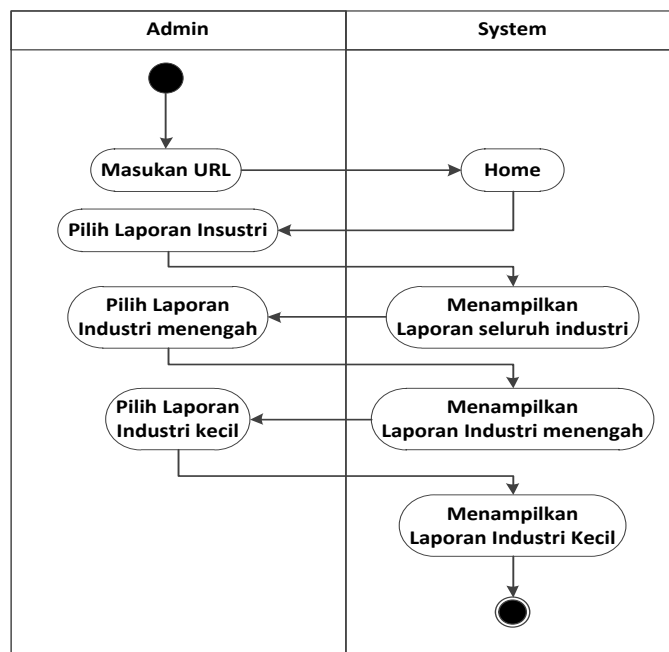 Admin
System
Masukan URL
Home
Pilih Laporan Insustri
Menampilkan
Laporan seluruh industri
Pilih Laporan
Industri menengah
Menampilkan
Laporan Industri menengah
Pilih Laporan
Industri kecil
Menampilkan
Laporan Industri Kecil